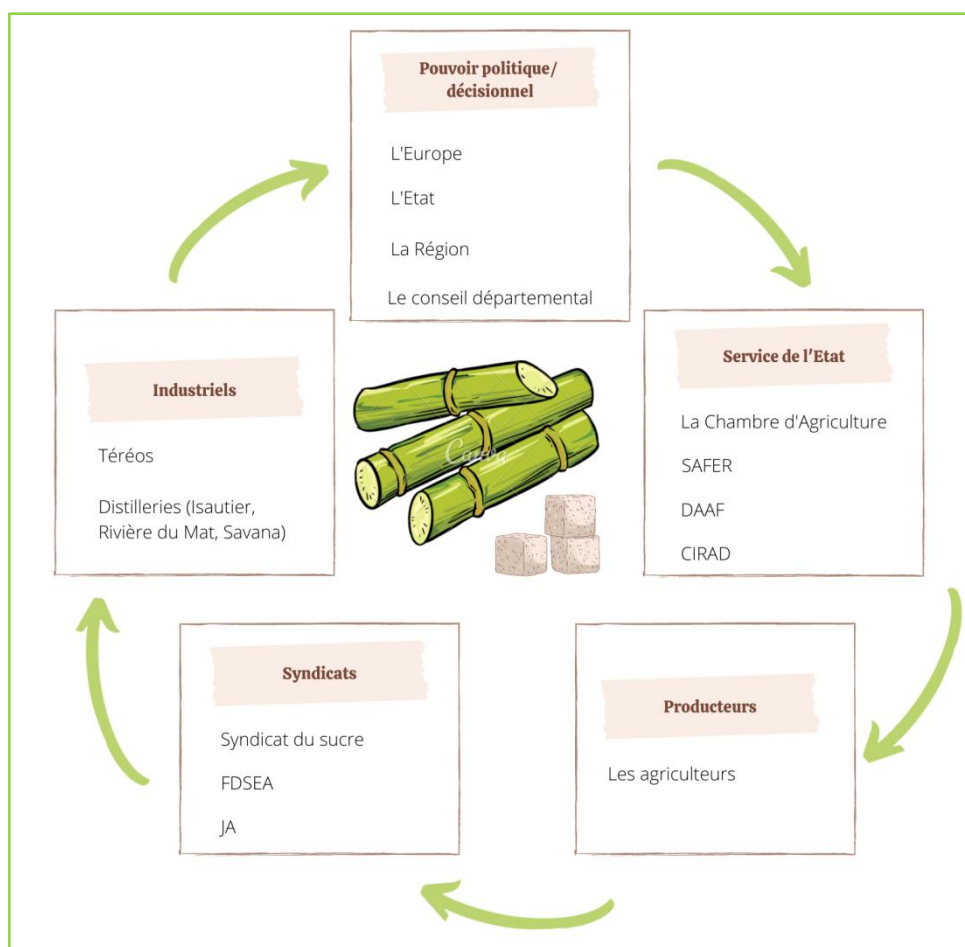 Pouvoir politique/
décisionnel
L'Europe
L'Etat
La Région
Le conseil départemental
Service de l'Etat
La Chambre d'Agriculture
SAFER
DAAF
CIRAD
Producteurs
Les agriculteurs
Syndicats
Syndicat du sucre
FDSEA
JA
Industriels
Téréos
Distilleries (Isautier,
Rivière du Mat, Savana)
Canva